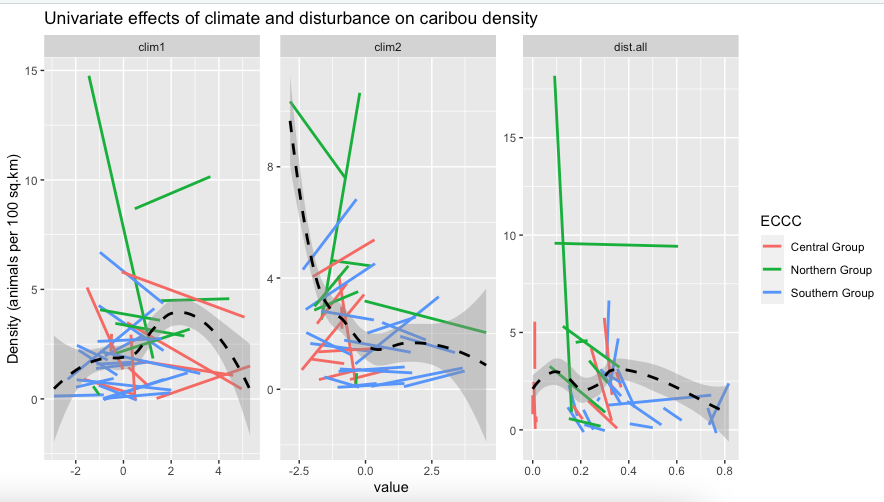 Univariate effects of climate and disturbance on caribou density
clim1
clim2
dist.all
Density (animals per 100 sq.km)
15
10
5
0
-2
0
2
4
8
4
0
-2.5
0.0
2.5
15
10
5
0
0.0
0.2
0.4
0.6
0.8
value
ECCC
Central Group
Northern Group
Southern Group